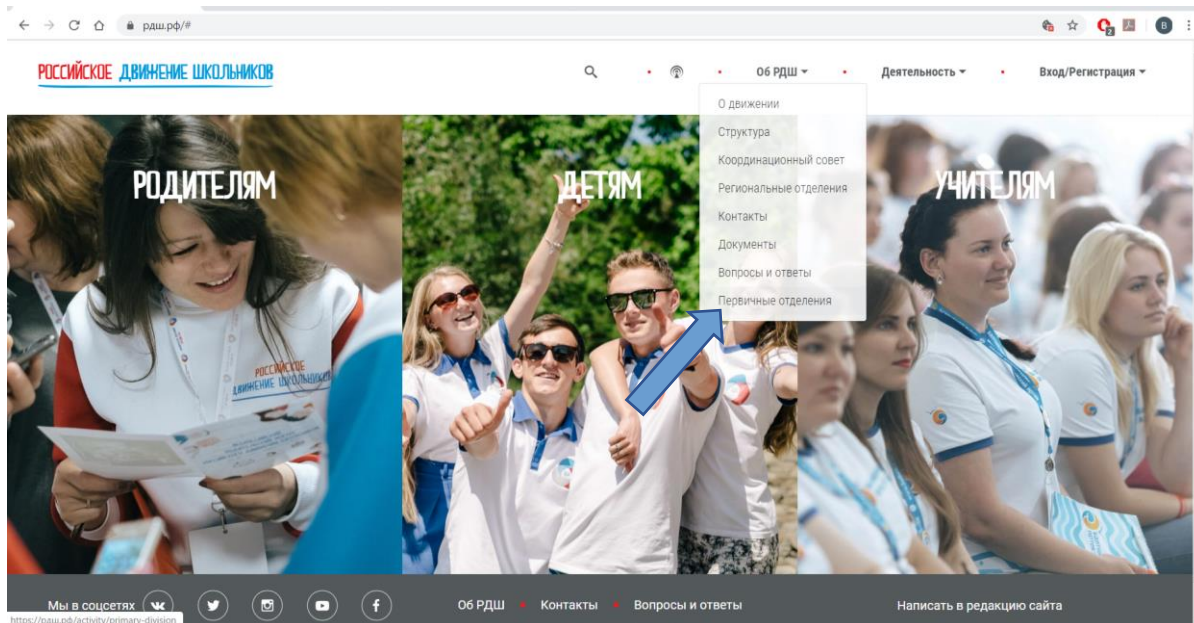 рдш.рф/#
2
В
РОССИЙСКОЕ ДВИЖЕНИЕ ШКОЛЬНИКОВ
Об РДШ
Деятельность
Вход/Регистрация
О движении
Структура
Координационный совет
Региональные отделения
Контакты
Документы
Вопросы и ответы
Первичные отделения
РОДИТЕЛЯМ
ДЕТЯМ
УЧИТЕЛЯМ
РОССИЙСКОЕ
ДВИЖЕНИЕ ШКОЛЬНИКОВ
Мы в соцсетях
Об РДШ • Контакты • Вопросы и ответы
Написать в редакцию сайта
https://рдш.рф/activity/primary-division